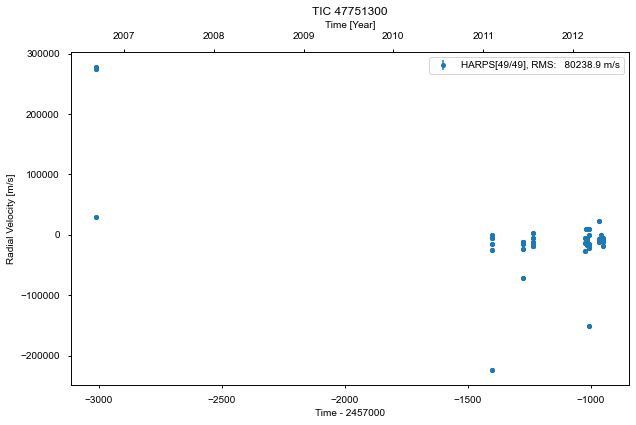 TIC 47751300
Time [Year]
2007 2008 2009 2010 2011 2012
HARPS[49/49], RMS: 80238.9 m/s
300000
200000
100000
0
−100000
−200000
Radial Velocity [m/s]
−3000 −2500 −2000 −1500 −1000
Time - 2457000